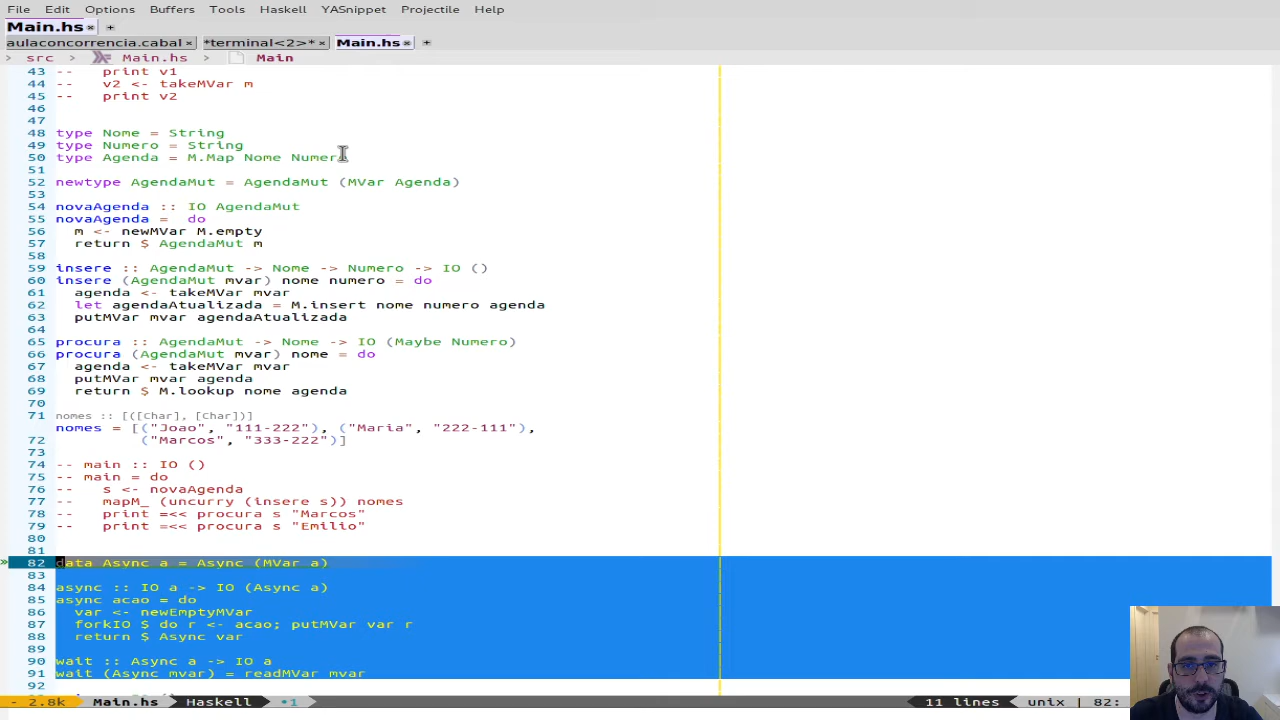 File Edit Options Buffers Tools Haskell YASnippet Projectile Help
Main.hs × +
aulaconcorrencia.cabal × *terminal<2>* × Main.hs × +
> src > Main.hs > Main
43 --   print v1
44 --   v2 <- takeMVar m
45 --   print v2
46
47
48 type Nome = String
49 type Numero = String
50 type Agenda = M.Map Nome Numer
51
52 newtype AgendaMut = AgendaMut (MVar Agenda)
53
54 novaAgenda :: IO AgendaMut
55 novaAgenda =  do
56   m <- newMVar M.empty
57   return $ AgendaMut m
58
59 insere :: AgendaMut -> Nome -> Numero -> IO ()
60 insere (AgendaMut mvar) nome numero = do
61   agenda <- takeMVar mvar
62   let agendaAtualizada = M.insert nome numero agenda
63   putMVar mvar agendaAtualizada
64
65 procura :: AgendaMut -> Nome -> IO (Maybe Numero)
66 procura (AgendaMut mvar) nome = do
67   agenda <- takeMVar mvar
68   putMVar mvar agenda
69   return $ M.lookup nome agenda
70
71 nomes :: [([Char], [Char])]
nomes = [("Joao", "111-222"), ("Maria", "222-111"),
72          ("Marcos", "333-222")]
73
74 -- main :: IO ()
75 -- main = do
76 --   s <- novaAgenda
77 --   mapM_ (uncurry (insere s)) nomes
78 --   print =<< procura s "Marcos"
79 --   print =<< procura s "Emilio"
80
81
» 82 data Async a = Async (MVar a)
83
84 async :: IO a -> IO (Async a)
85 async acao = do
86   var <- newEmptyMVar
87   forkIO $ do r <- acao; putMVar var r
88   return $ Async var
89
90 wait :: Async a -> IO a
91 wait (Async mvar) = readMVar mvar
92
- 2.8k Main.hs Haskell •1 11 lines unix 82: